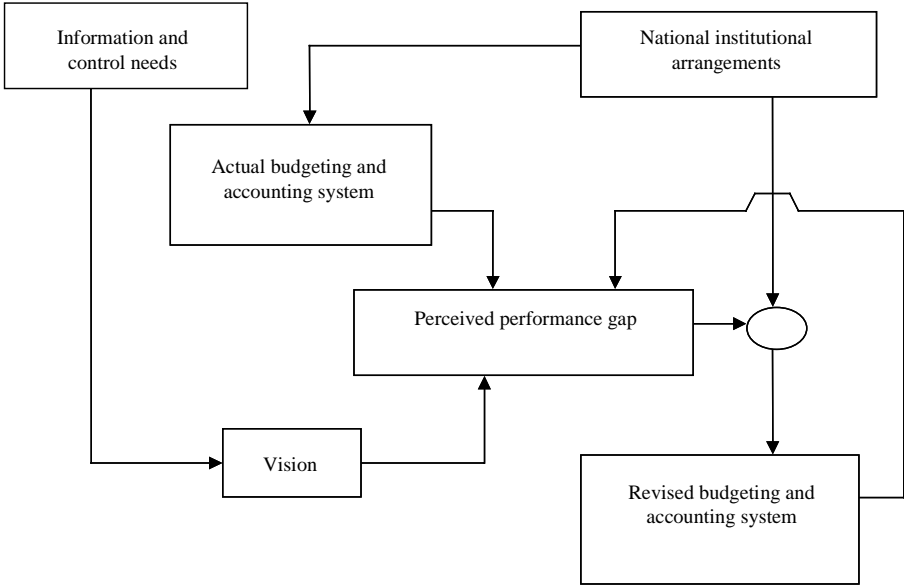 Information and
control needs
National institutional
arrangements
Actual budgeting and
accounting system
Perceived performance gap
Vision
Revised budgeting and
accounting system